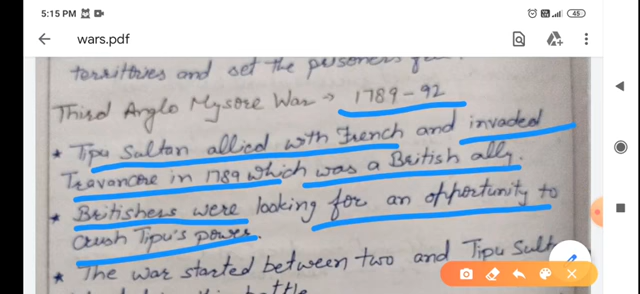 5:15 PM
45
wars.pdf
territtries and set the prisoners
Third Anglo Mysore War → 1789-92
* Tipu Sultan allied with French and invaded
Travancore in 1789 which was a British ally.
* Britishers were looking for an opportunity to
crush Tipu's power.
* The war started between two and Tipu Sult